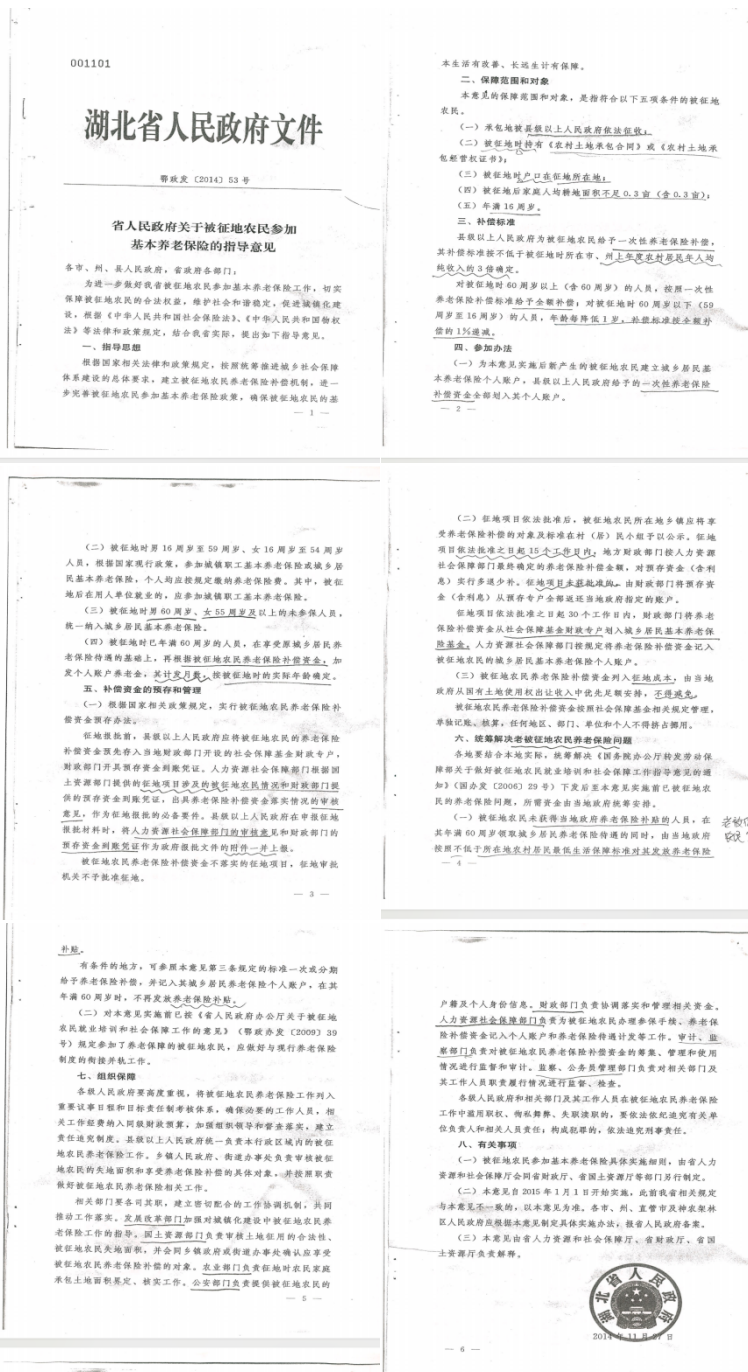 001101
湖北省人民政府文件
鄂政发〔2014〕53号
省人民政府关于被征地农民参加
基本养老保险的指导意见
各市、州、县人民政府，省政府各部门：
为进一步做好我省被征地农民参加基本养老保险工作，切实
保障被征地农民的合法权益，维护社会和谐稳定，促进城镇化建
设，根据《中华人民共和国社会保险法》、《中华人民共和国物权
法》等法律和政策规定，结合我省实际，提出如下指导意见。
一、指导思想
根据国家相关法律和政策规定，按照统筹推进城乡社会保障
体系建设的总体要求，建立被征地农民养老保险补偿机制，进一
步完善被征地农民参加基本养老保险政策，确保被征地农民的基
— 1 —
本生活有改善、长远生计有保障。
二、保障范围和对象
本意见的保障范围和对象，是指符合以下五项条件的被征地
农民。
（一）承包地被县级以上人民政府依法征收；
（二）被征地时持有《农村土地承包合同》或《农村土地承
包经营权证书》；
（三）被征地时户口在征地所在地；
（四）被征地后家庭人均耕地面积不足0.3亩（含0.3亩）；
（五）年满16周岁。
三、补偿标准
县级以上人民政府为被征地农民给予一次性养老保险补偿，
其补偿标准按不低于被征地时所在市、州上年度农村居民年人均
纯收入的3倍确定。
对被征地时60周岁以上（含60周岁）的人员，按照一次性
养老保险补偿标准给予全额补偿；对被征地时60周岁以下（59
周岁至16周岁）的人员，年龄每降低1岁，补偿标准按全额补
偿的1%递减。
四、参加办法
（一）为本意见实施后新产生的被征地农民建立城乡居民基
本养老保险个人账户，县级以上人民政府给予的一次性养老保险
补偿资金全部划入其个人账户。
— 2 —
（二）被征地时男16周岁至59周岁、女16周岁至54周岁
人员，根据国家现行政策，参加城镇职工基本养老保险或城乡居
民基本养老保险，个人均应按规定缴纳养老保险费。其中，被征
地后在用人单位就业的，应参加城镇职工基本养老保险。
（三）被征地时男60周岁、女55周岁及以上的未参保人员，
统一纳入城乡居民基本养老保险。
（四）被征地时已年满60周岁的人员，在享受原城乡居民养
老保险待遇的基础上，再根据被征地农民养老保险补偿资金，加
发个人账户养老金，其计发月数，按被征地时的实际年龄确定。
五、补偿资金的预存和管理
（一）根据国家相关政策规定，实行被征地农民养老保险补
偿资金预存办法。
征地报批前，县级以上人民政府应将被征地农民的养老保险
补偿资金预先存入当地财政部门开设的社会保障基金财政专户，
财政部门开具预存资金到账凭证。人力资源社会保障部门根据国
土资源部门提供的征地项目涉及的被征地农民情况和财政部门提
供的预存资金到账凭证，出具养老保险补偿资金落实情况的审核
意见，作为征地报批的必备要件。县级以上人民政府在申报征地
报批材料时，将人力资源社会保障部门的审核意见和财政部门的
预存资金到账凭证作为政府报批文件的附件一并上报。
被征地农民养老保险补偿资金不落实的征地项目，征地审批
机关不予批准征地。
— 3 —
（二）征地项目依法批准后，被征地农民所在地乡镇应将享
受养老保险补偿的对象及标准在村（居）民小组予以公示。征地
项目依法批准之日起15个工作日内，地方财政部门按人力资源
社会保障部门最终确定的养老保险补偿金额，对预存资金（含利
息）实行多退少补。征地项目未获批准的，由财政部门将预存资
金（含利息）从预存专户全部返还当地政府指定的账户。
征地项目依法批准之日起30个工作日内，财政部门将养老
保险补偿资金从社会保障基金财政专户划入城乡居民基本养老保
险基金，人力资源社会保障部门按规定将养老保险补偿资金记入
被征地农民的城乡居民基本养老保险个人账户。
（三）被征地农民养老保险补偿资金列入征地成本，由当地
政府从国有土地使用权出让收入中优先足额安排，不得减免。
被征地农民养老保险补偿资金按照社会保障基金相关规定管理，
单独记账、核算，任何地区、部门、单位和个人不得挤占挪用。
六、统筹解决老被征地农民养老保险问题
各地要结合本地实际，统筹解决《国务院办公厅转发劳动保
障部关于做好被征地农民就业培训和社会保障工作指导意见的通
知》（国办发〔2006〕29号）下发后至本意见实施前已被征地农
民的养老保险问题，所需资金由当地政府统筹安排。
（一）被征地农民未获得当地政府养老保险补贴的人员，在
其年满60周岁领取城乡居民养老保险待遇的同时，由当地政府
按照不低于所在地农村居民最低生活保障标准对其发放养老保险
— 4 —
补贴。
有条件的地方，可参照本意见第三条规定的标准一次或分期
给予养老保险补偿，并记入其城乡居民养老保险个人账户，在其
年满60周岁时，不再发放养老保险补贴。
（二）对本意见实施前已按《省人民政府办公厅关于被征地
农民就业培训和社会保障工作的意见》（鄂政办发〔2009〕39
号）规定参加了养老保障的被征地农民，应做好与现行养老保险
制度的衔接并轨工作。
七、组织保障
各级人民政府要高度重视，将被征地农民养老保险工作列入
重要议事日程和目标责任制考核体系，确保必要的工作人员，相
关工作经费纳入同级财政预算，加强组织领导和督查落实，建立
责任追究制度。县级以上人民政府统一负责本行政区域内的被征
地农民养老保险工作。乡镇人民政府、街道办事处负责审核被征
地农民的失地面积和享受养老保险补偿的具体对象，并按照职责
做好被征地农民养老保险相关工作。
相关部门要各司其职，建立密切配合的工作协调机制，共同
推动工作落实。发展改革部门加强对城镇化建设中被征地农民养
老保险工作的指导。国土资源部门负责审核土地征用的合法性、
被征地农民失地面积，并会同乡镇政府或街道办事处确认应享受
被征地农民养老保险补偿的对象。农业部门负责征地时农民家庭
承包土地面积界定、核实工作。公安部门负责提供被征地农民的
— 5 —
户籍及个人身份信息。财政部门负责协调落实和管理相关资金。
人力资源社会保障部门负责为被征地农民办理参保手续、养老保
险补偿资金记入个人账户和养老保险待遇计发等工作。审计、监
察部门负责对被征地农民养老保险补偿资金的筹集、管理和使用
情况进行监督和审计。监察、公务员管理部门负责对相关部门及
其工作人员职责履行情况进行监督、检查。
各级人民政府和相关部门及其工作人员在被征地农民养老保险
工作中滥用职权、徇私舞弊、失职渎职的，要依法依纪追究有关单
位负责人和相关人员责任；构成犯罪的，依法追究刑事责任。
八、有关事项
（一）被征地农民参加基本养老保险具体实施细则，由省人力
资源和社会保障厅会同省财政厅、省国土资源厅等部门另行制定。
（二）本意见自2015年1月1日开始实施，此前我省相关规定
与本意见不一致的，以本意见为准。各市、州、直管市及神农架林
区人民政府应根据本意见制定具体实施办法，报省人民政府备案。
（三）本意见由省人力资源和社会保障厅、省财政厅、省国
土资源厅负责解释。
湖北省人民政府
2014年11月27日
— 6 —